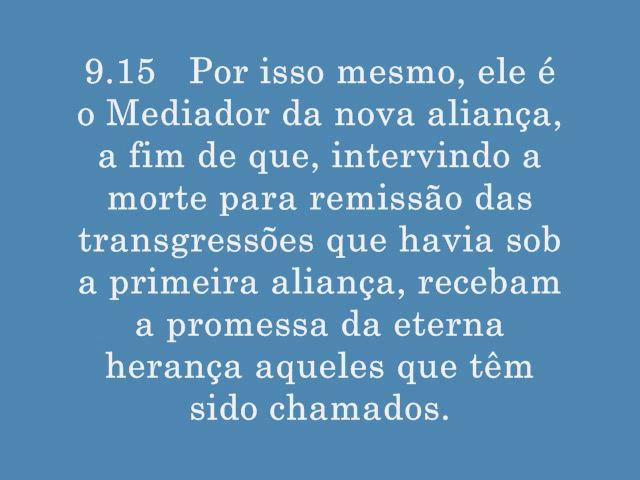 9.15 Por isso mesmo, ele é
o Mediador da nova aliança,
a fim de que, intervindo a
morte para remissão das
transgressões que havia sob
a primeira aliança, recebam
a promessa da eterna
herança aqueles que têm
sido chamados.